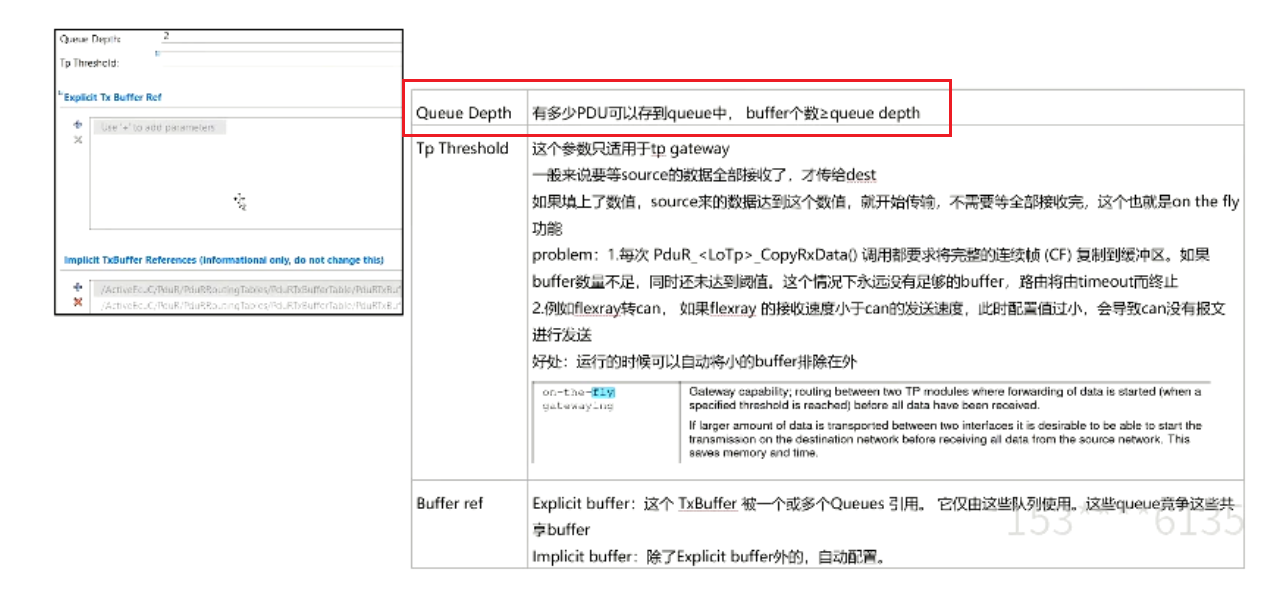 Queue Depth:
2
Tp Threshold:
Explicit Tx Buffer Ref
Use '+' to add parameters
Implicit TxBuffer References (Informational only, do not change this)
/ActiveEcuC/PduR/PduRRoutingTables/PduRTxBufferTable/PduRTxBu
/ActiveEcuC/PduR/PduRRoutingTables/PduRTxBufferTable/PduRTxBu
Queue Depth
有多少PDU可以存到queue中， buffer个数≥queue depth
Tp Threshold
这个参数只适用于tp gateway
一般来说要等source的数据全部接收了，才传给dest
如果填上了数值，source来的数据达到这个数值，就开始传输，不需要等全部接收完，这个也就是on the fly
功能
problem：1.每次 PduR_<LoTp>_CopyRxData() 调用都要求将完整的连续帧 (CF) 复制到缓冲区。如果
buffer数量不足，同时还未达到阈值。这个情况下永远没有足够的buffer，路由将由timeout而终止
2.例如flexray转can， 如果flexray 的接收速度小于can的发送速度，此时配置值过小，会导致can没有报文
进行发送
好处：运行的时候可以自动将小的buffer排除在外
on-the-fly
gatewaying
Gateway capability; routing between two TP modules where forwarding of data is started (when a
specified threshold is reached) before all data have been received.
If larger amount of data is transported between two interfaces it is desirable to be able to start the
transmission on the destination network before receiving all data from the source network. This
saves memory and time.
Buffer ref
Explicit buffer：这个 TxBuffer 被一个或多个Queues 引用。 它仅由这些队列使用。这些queue竞争这些共
享buffer
Implicit buffer：除了Explicit buffer外的，自动配置。
153****6135